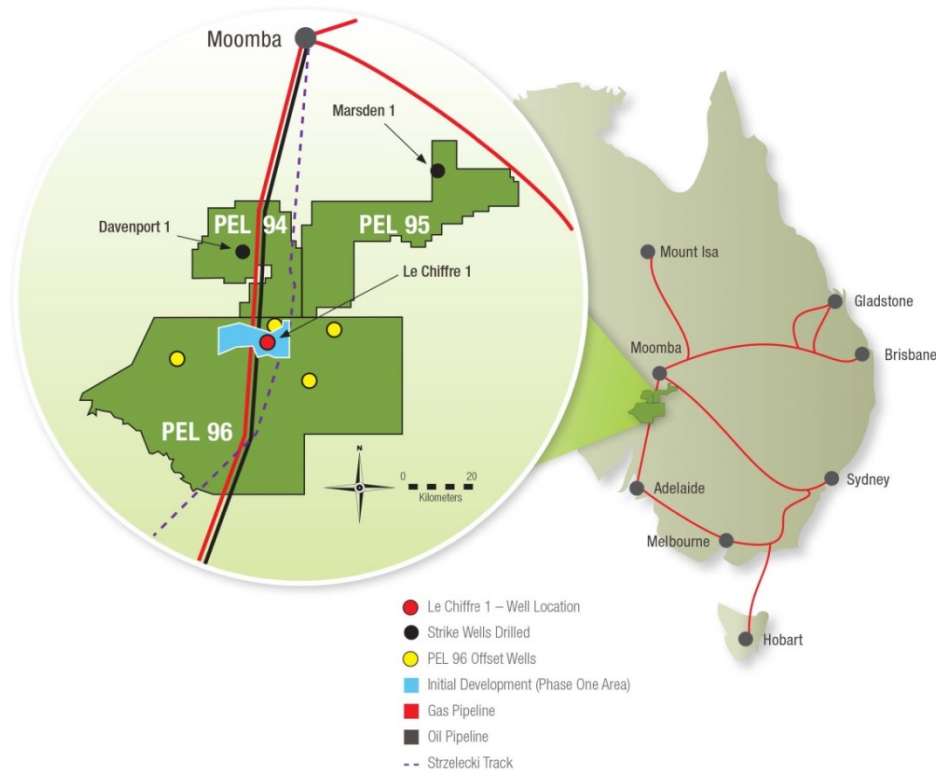 Moomba
Marsden 1
PEL 94
PEL 95
Davenport 1
Le Chiffre 1
PEL 96
N
0 20
Kilometers
Mount Isa
Gladstone
Moomba
Brisbane
Adelaide
Sydney
Melbourne
Hobart
Le Chiffre 1 – Well Location
Strike Wells Drilled
PEL 96 Offset Wells
Initial Development (Phase One Area)
Gas Pipeline
Oil Pipeline
Strzelecki Track